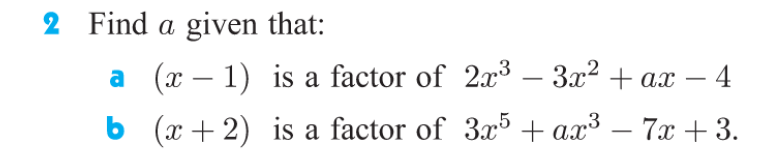 2 Find a given that:
a (x − 1) is a factor of 2x³ − 3x² + ax − 4
b (x + 2) is a factor of 3x⁵ + ax³ − 7x + 3.